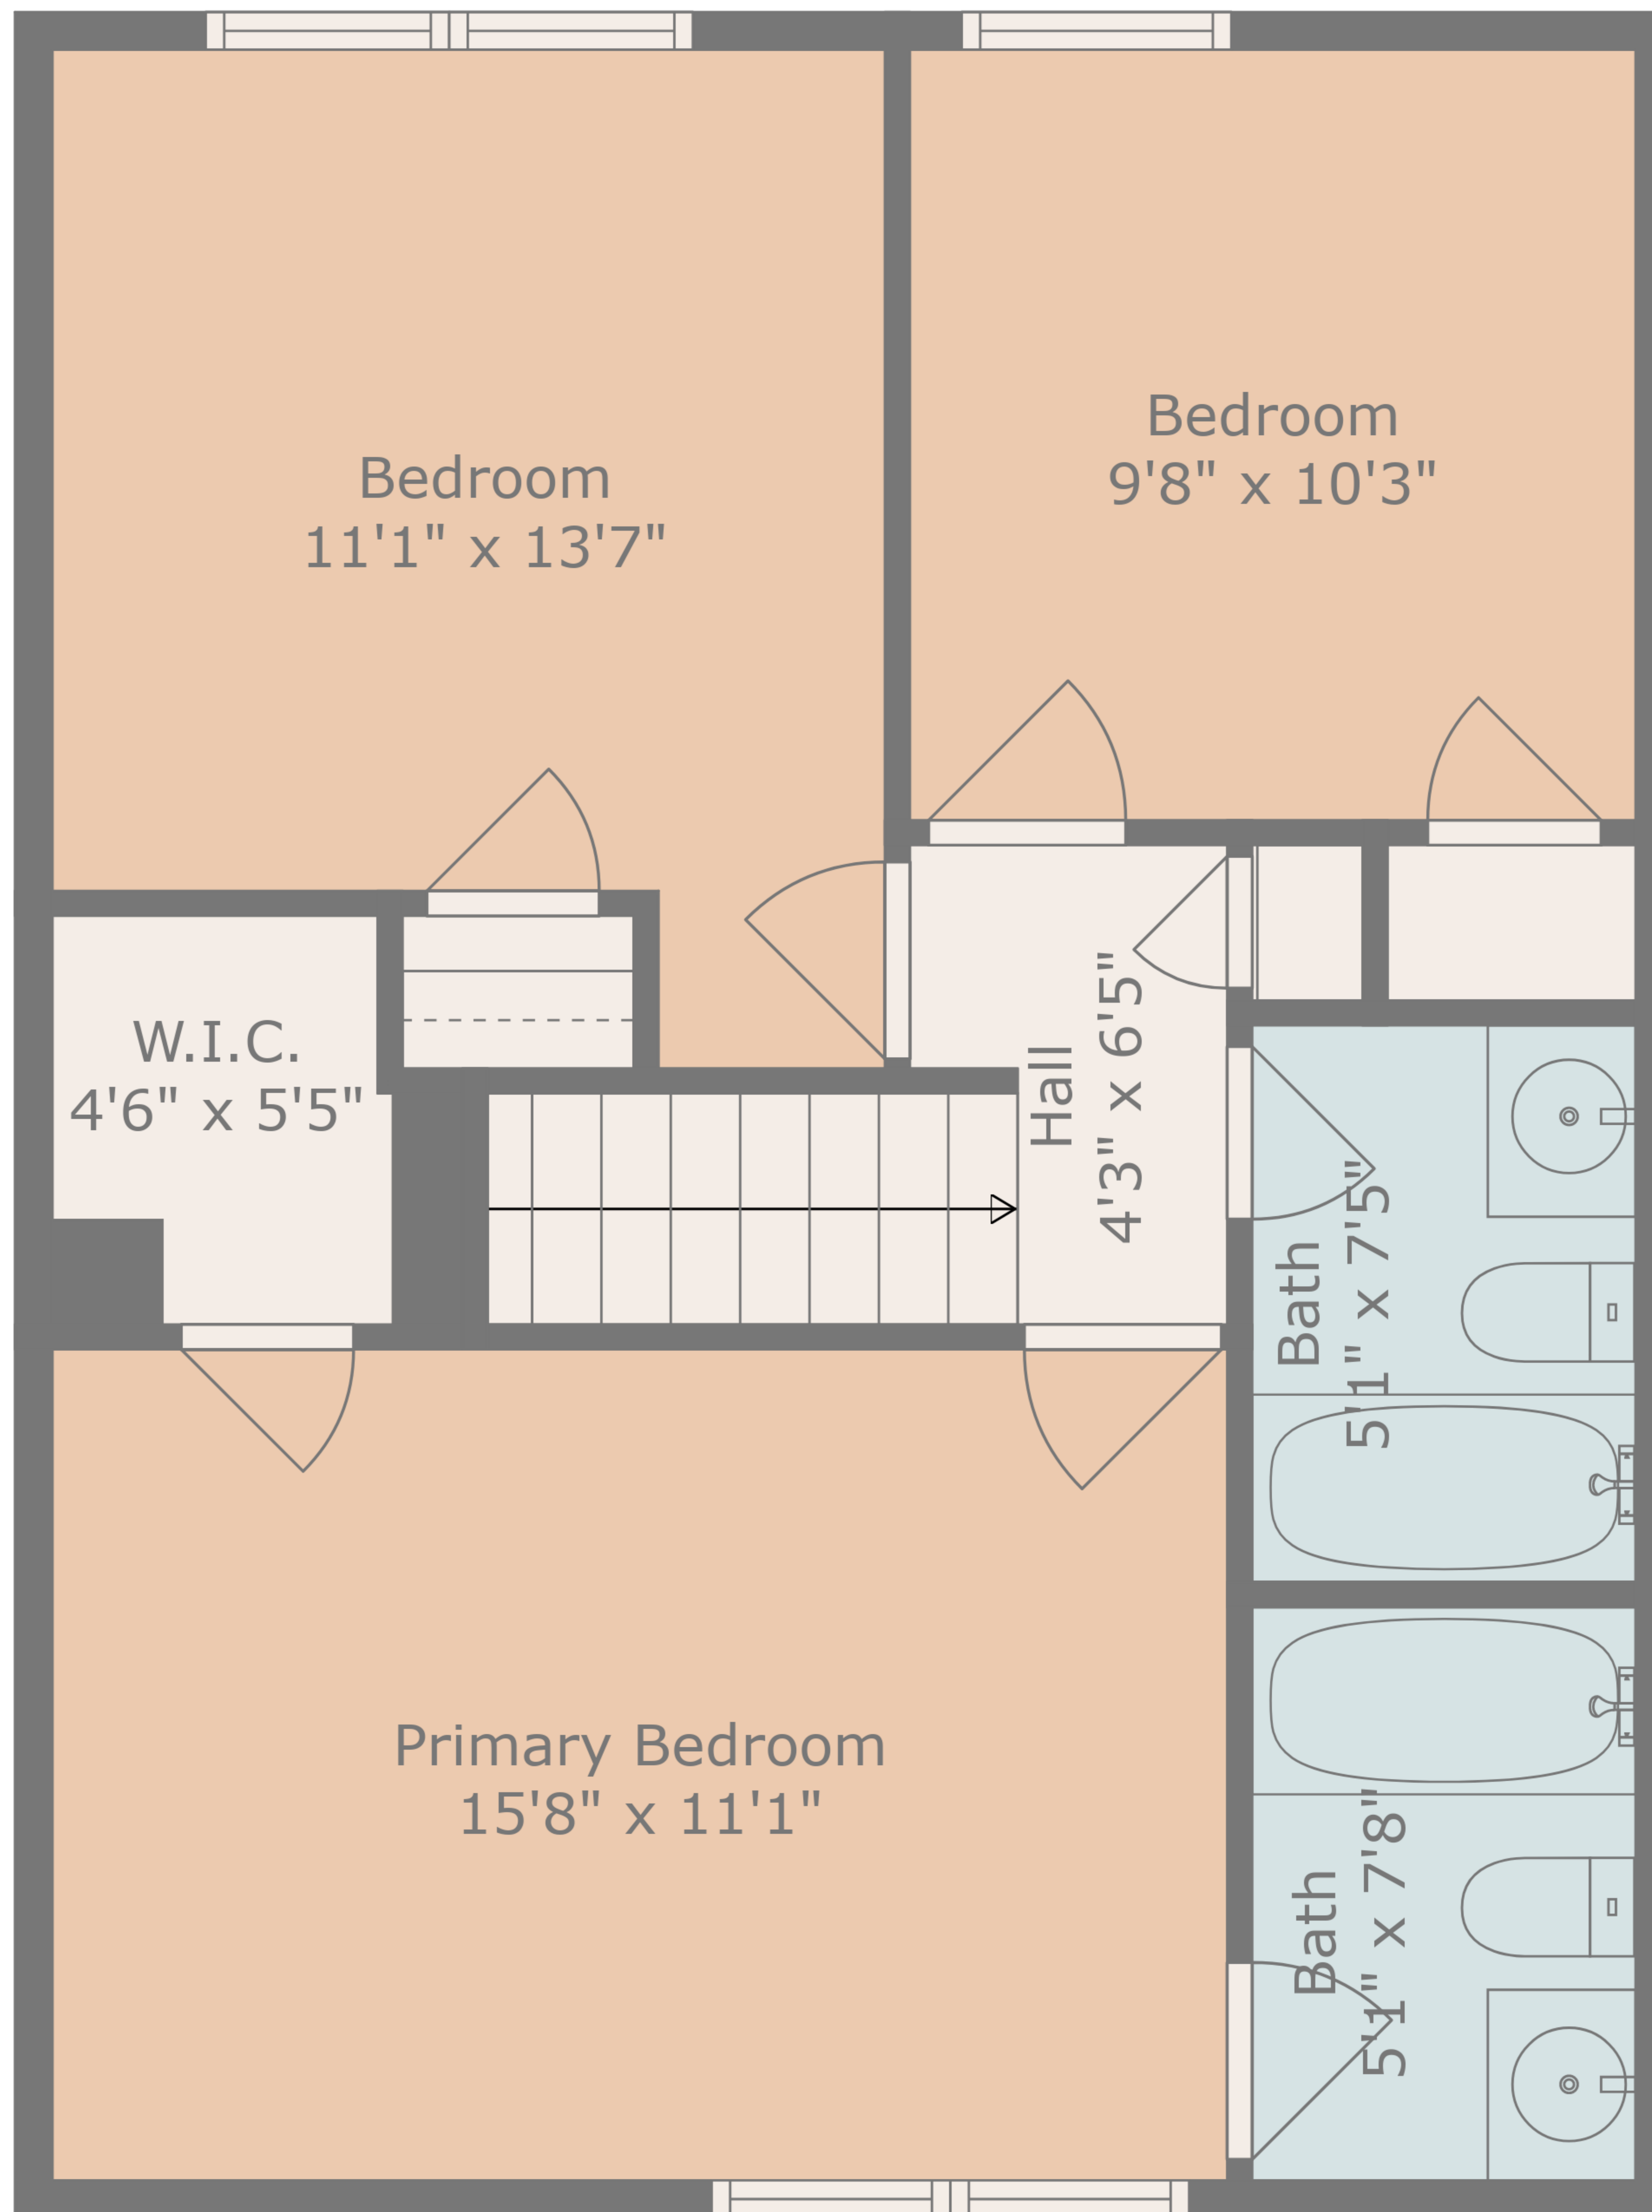 Bedroom
11'1" x 13'7"
Bedroom
9'8" x 10'3"
W.I.C.
4'6" x 5'5"
Hall
4'3" x 6'5"
Bath
5'1" x 7'5"
Primary Bedroom
15'8" x 11'1"
Bath
5'1" x 7'8"